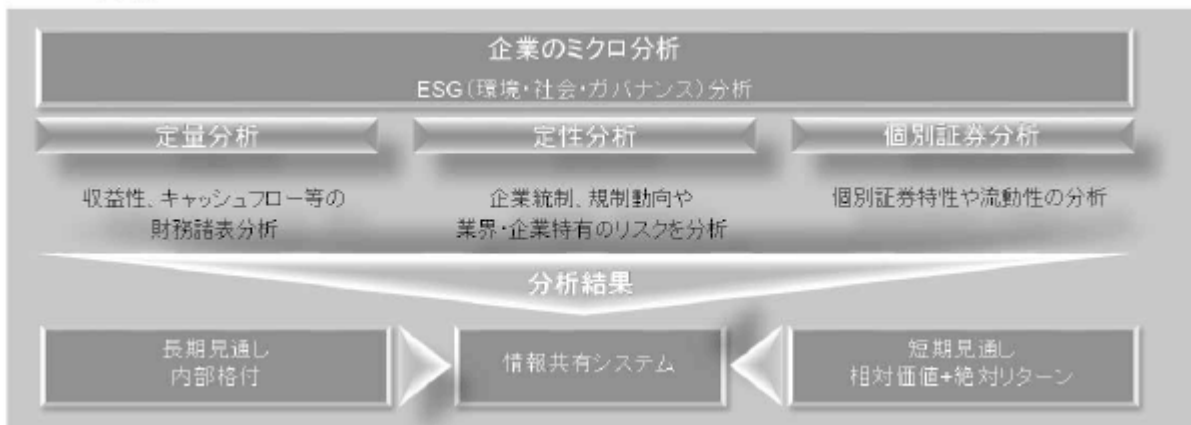 企業のミクロ分析
ESG(環境・社会・ガバナンス)分析
定量分析
収益性、キャッシュフロー等の
財務諸表分析
定性分析
企業統制、規制動向や
業界・企業特有のリスクを分析
個別証券分析
個別証券特性や流動性の分析
分析結果
長期見通し
内部格付
情報共有システム
短期見通し
相対価値+絶対リターン